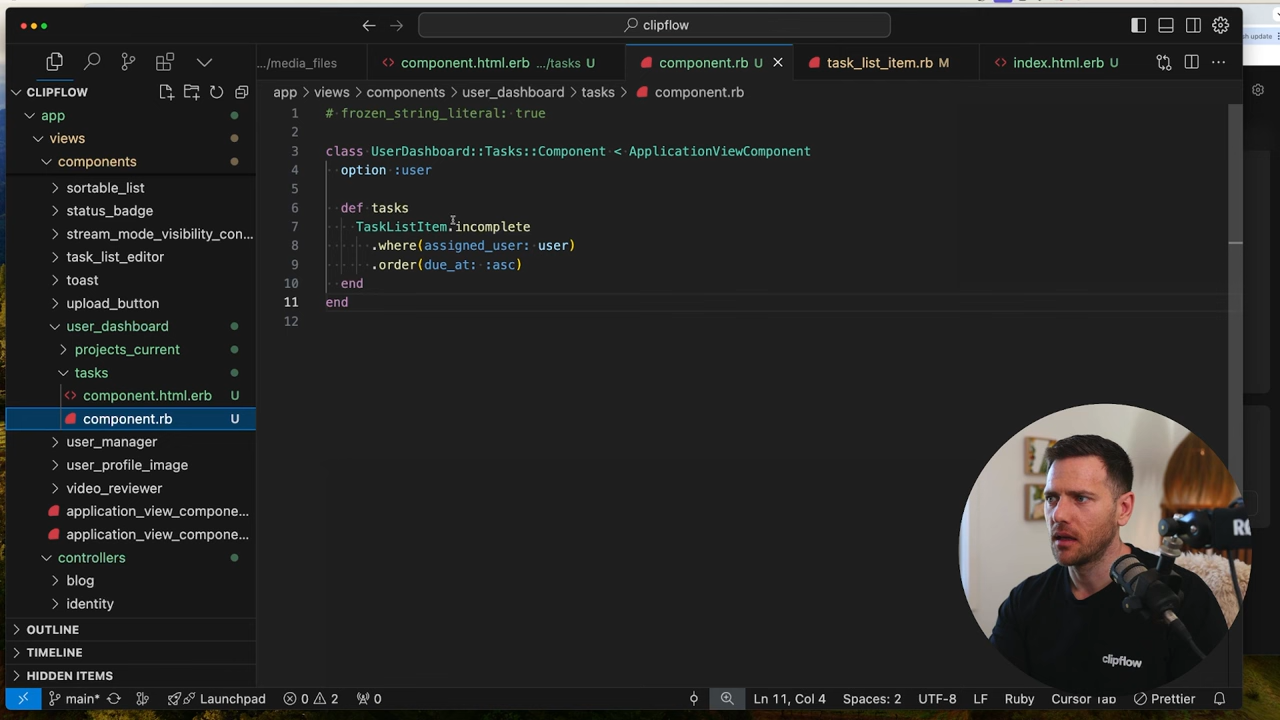 clipflow
sh update
.../media_files
component.html.erb .../tasks U
component.rb U
task_list_item.rb M
index.html.erb U
CLIPFLOW
app > views > components > user_dashboard > tasks > component.rb
app
views
components
sortable_list
status_badge
stream_mode_visibility_con...
task_list_editor
toast
upload_button
user_dashboard
projects_current
tasks
component.html.erb U
component.rb U
user_manager
user_profile_image
video_reviewer
application_view_compone...
application_view_compone...
controllers
blog
identity
OUTLINE
TIMELINE
HIDDEN ITEMS
1 # frozen_string_literal: true
2
3 class UserDashboard::Tasks::Component < ApplicationViewComponent
4 option :user
5
6 def tasks
7 TaskListItem.incomplete
8 .where(assigned_user: user)
9 .order(due_at: :asc)
10 end
11 end
12
clipflow
main* Launchpad 0 2 0 Ln 11, Col 4 Spaces: 2 UTF-8 LF Ruby Cursor Tab Prettier